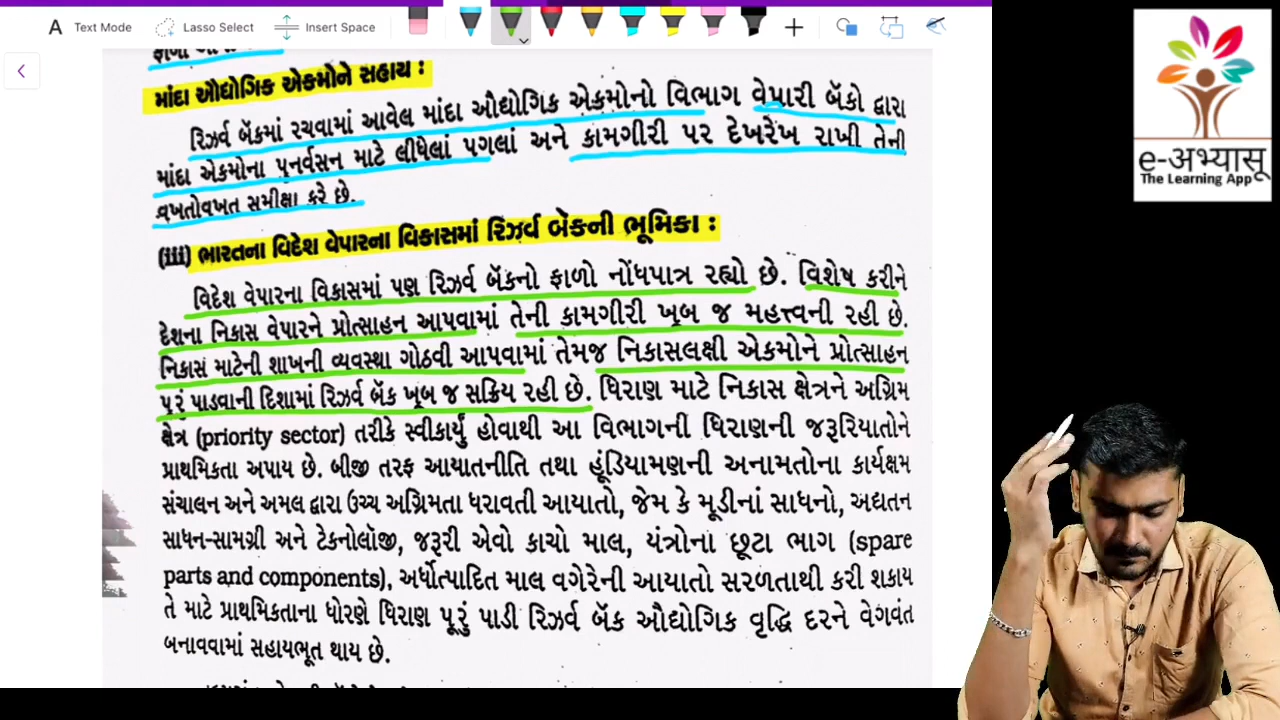 Text Mode
Lasso Select
Insert Space
માંદા ઔદ્યોગિક એકમોને સહાય :
રિઝર્વ બૅંકમાં રચવામાં આવેલ માંદા ઔદ્યોગિક એકમોનો વિભાગ વેપારી બૅંકો દ્વારા
માંદા એકમોના પુનર્વસન માટે લીધેલાં પગલાં અને કામગીરી પર દેખરેખ રાખી તેની
વખતોવખત સમીક્ષા કરે છે.
(iii) ભારતના વિદેશ વેપારના વિકાસમાં રિઝર્વ બૅંકની ભૂમિકા :
વિદેશ વેપારના વિકાસમાં પણ રિઝર્વ બૅંકનો ફાળો નોંધપાત્ર રહ્યો છે. વિશેષ કરીને
દેશના નિકાસ વેપારને પ્રોત્સાહન આપવામાં તેની કામગીરી ખૂબ જ મહત્ત્વની રહી છે.
નિકાસ માટેની શાખની વ્યવસ્થા ગોઠવી આપવામાં તેમજ નિકાસલક્ષી એકમોને પ્રોત્સાહન
પૂરું પાડવાની દિશામાં રિઝર્વ બૅંક ખૂબ જ સક્રિય રહી છે. ધિરાણ માટે નિકાસ ક્ષેત્રને અગ્રિમ
ક્ષેત્ર (priority sector) તરીકે સ્વીકાર્યું હોવાથી આ વિભાગની ધિરાણની જરૂરિયાતોને
પ્રાથમિકતા અપાય છે. બીજી તરફ આયાતનીતિ તથા હૂંડિયામણની અનામતોના કાર્યક્ષમ
સંચાલન અને અમલ દ્વારા ઉચ્ચ અગ્રિમતા ધરાવતી આયાતો, જેમ કે મૂડીનાં સાધનો, અદ્યતન
સાધન-સામગ્રી અને ટેકનોલૉજી, જરૂરી એવો કાચો માલ, યંત્રોના છૂટા ભાગ (spare
parts and components), અર્ધોત્પાદિત માલ વગેરેની આયાતો સરળતાથી કરી શકાય
તે માટે પ્રાથમિકતાના ધોરણે ધિરાણ પૂરું પાડી રિઝર્વ બૅંક ઔદ્યોગિક વૃદ્ધિ દરને વેગવંત
બનાવવામાં સહાયભૂત થાય છે.
e-अभ्यासू
The Learning App